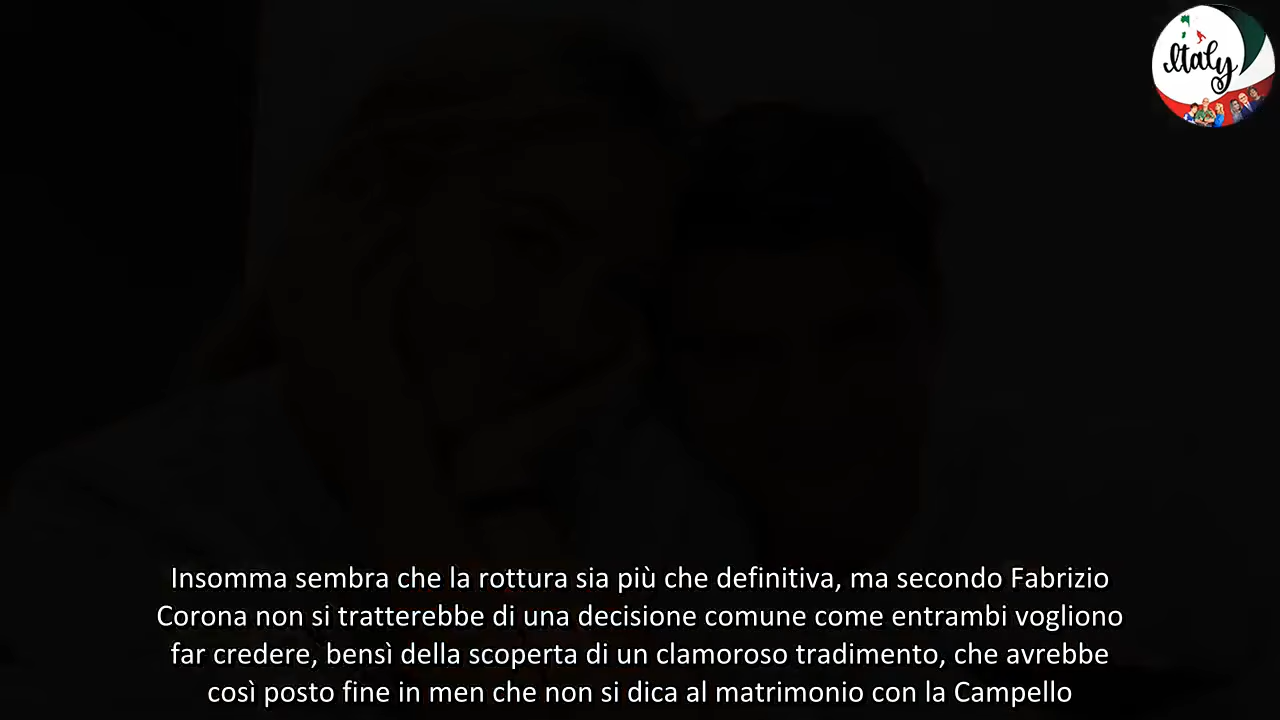 Italy
Insomma sembra che la rottura sia più che definitiva, ma secondo Fabrizio
Corona non si tratterebbe di una decisione comune come entrambi vogliono
far credere, bensì della scoperta di un clamoroso tradimento, che avrebbe
così posto fine in men che non si dica al matrimonio con la Campello